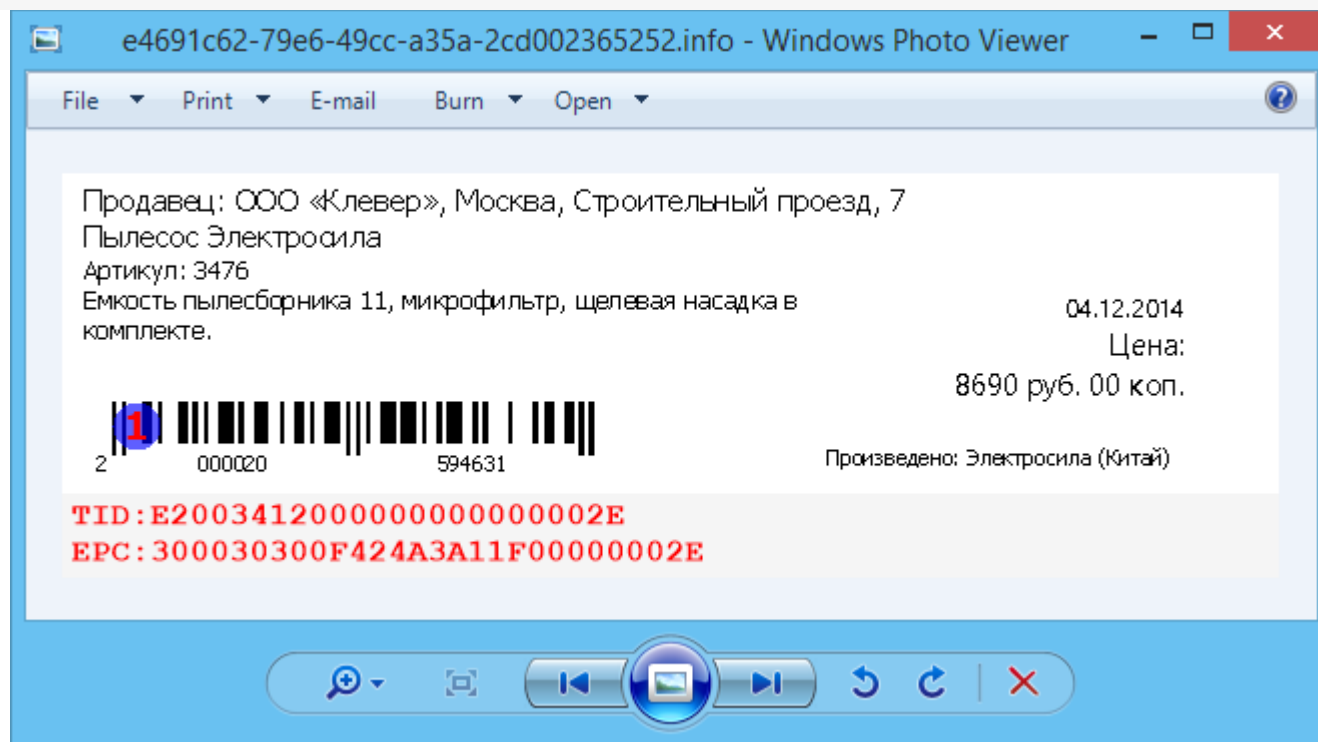 e4691c62-79e6-49cc-a35a-2cd002365252.info - Windows Photo Viewer
File Print E-mail Burn Open
Продавец: ООО «Клевер», Москва, Строительный проезд, 7
Пылесос Электросила
Артикул: 3476
Емкость пылесборника 11, микрофильтр, щелевая насадка в
комплекте.
04.12.2014
Цена:
8690 руб. 00 коп.
1
2 000020 594631
Произведено: Электросила (Китай)
TID:E2003412000000000000002E
EPC:300030300F424A3A11F00000002E